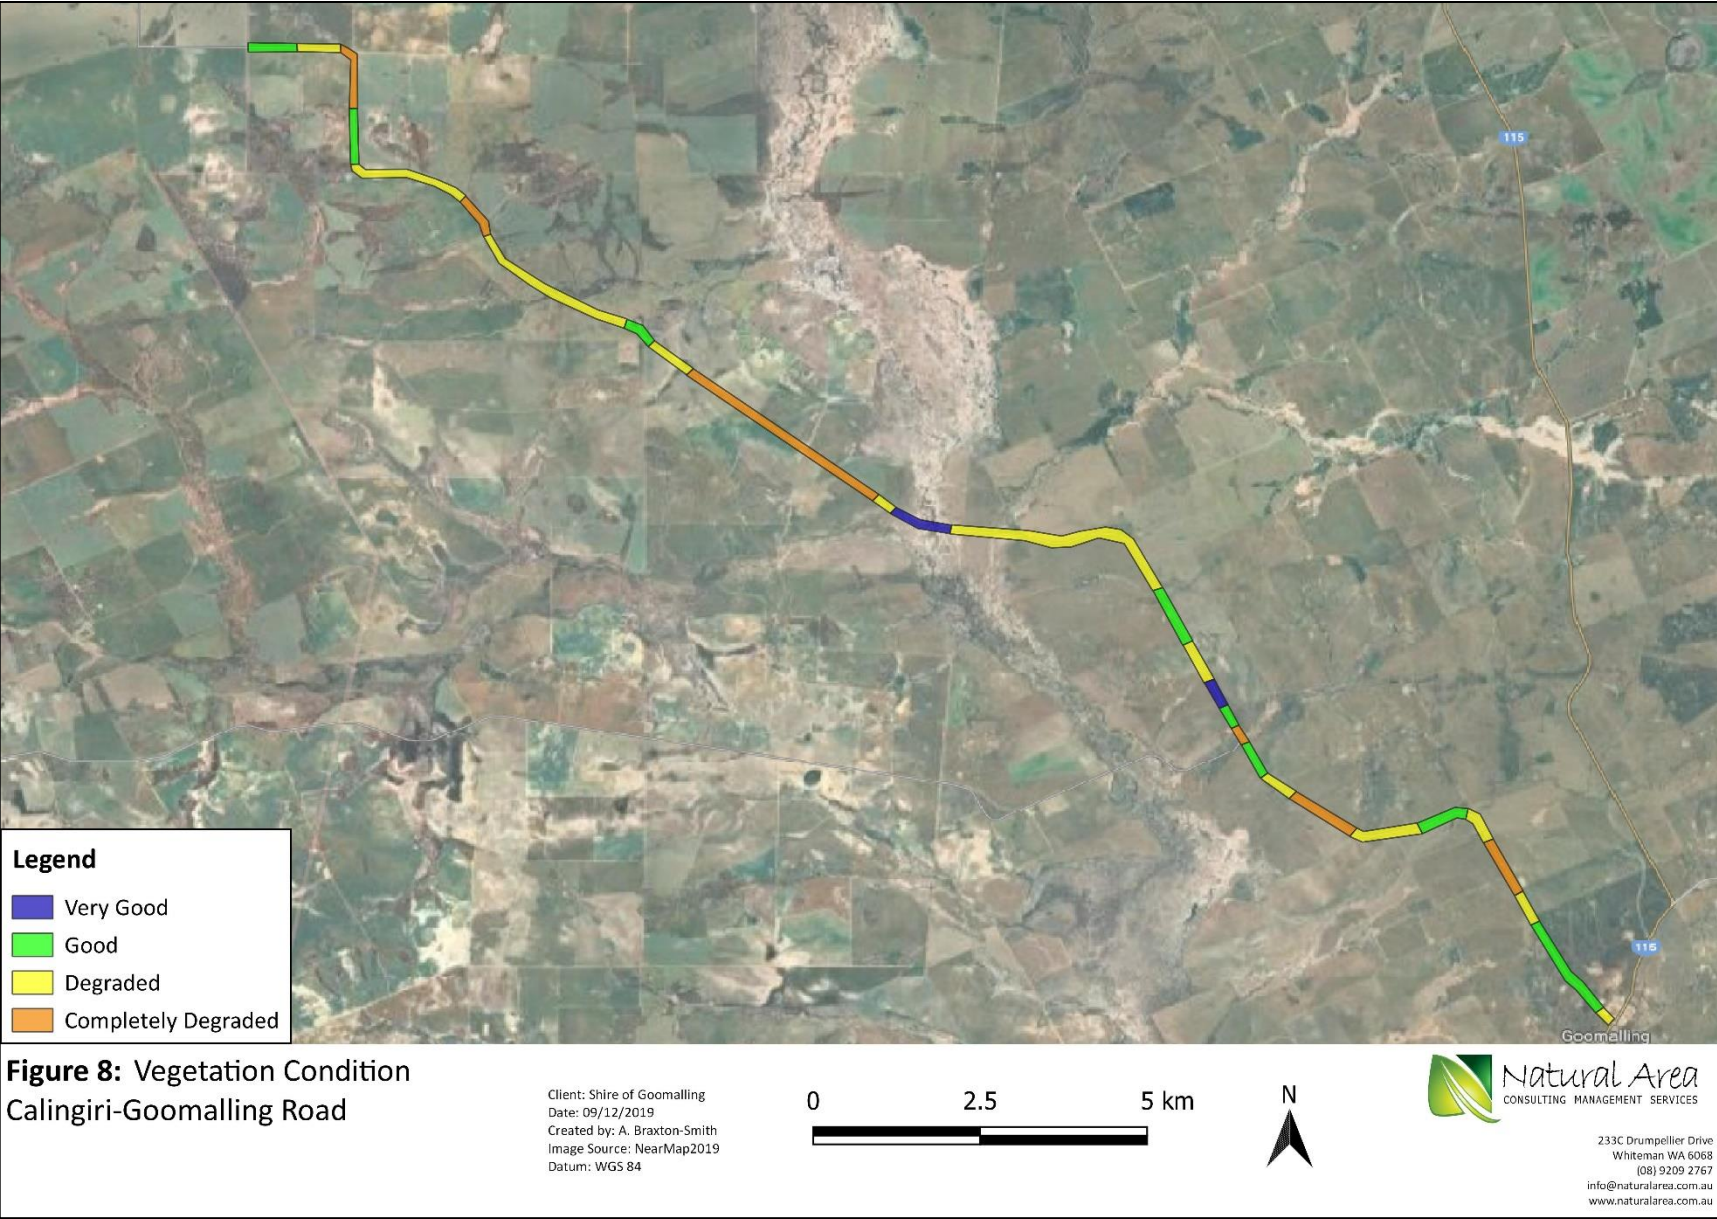 115
115
Goomalling
Legend
Very Good
Good
Degraded
Completely Degraded
Figure 8: Vegetation Condition
Calingiri-Goomalling Road
Client: Shire of Goomalling
Date: 09/12/2019
Created by: A. Braxton-Smith
Image Source: NearMap2019
Datum: WGS 84
0 2.5 5 km
N
Natural Area
CONSULTING MANAGEMENT SERVICES
233C Drumpellier Drive
Whiteman WA 6068
(08) 9209 2767
info@naturalarea.com.au
www.naturalarea.com.au